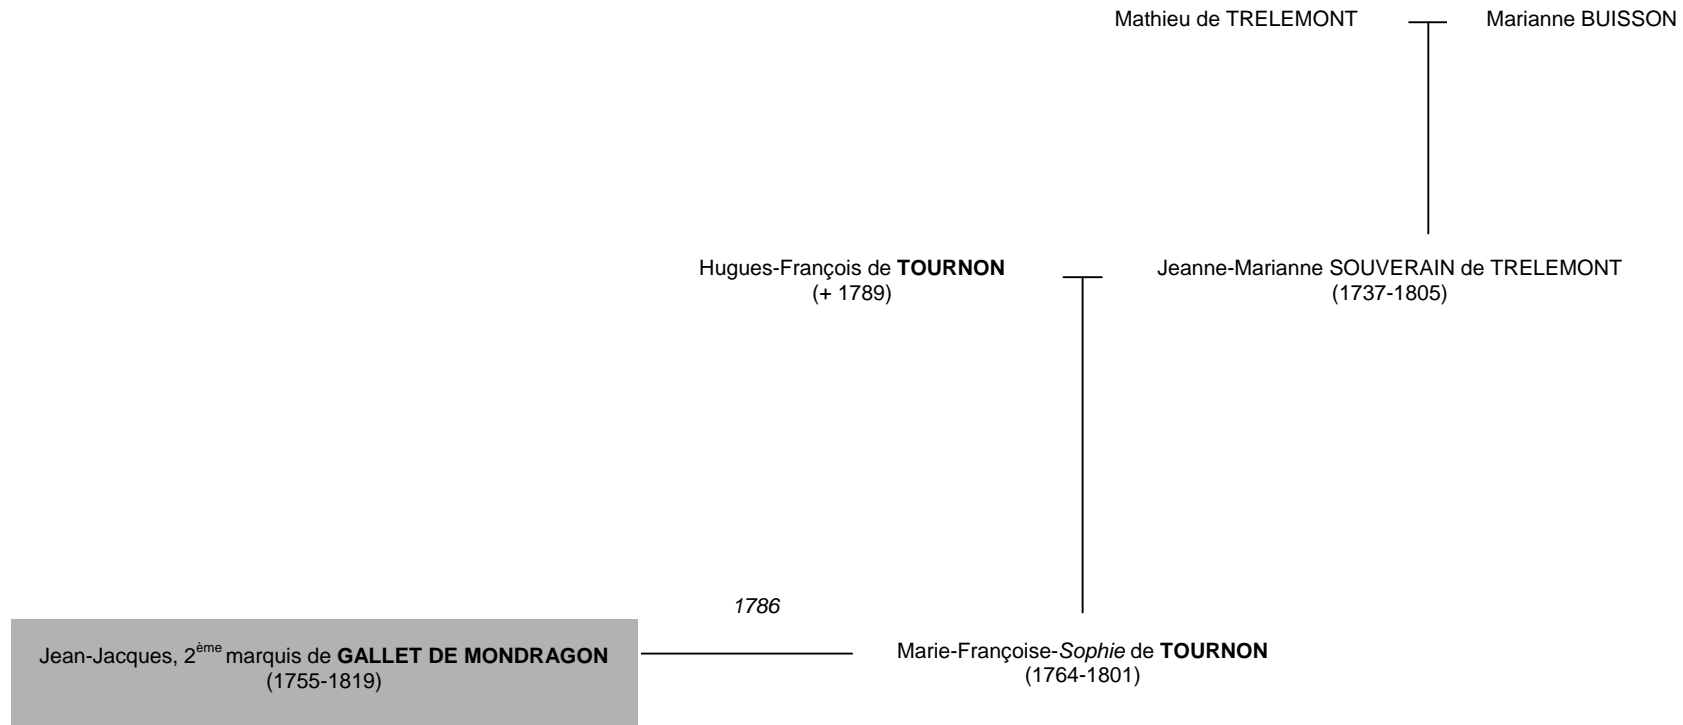 Mathieu de TRELEMONT Marianne BUISSON
Hugues-François de TOURNON Jeanne-Marianne SOUVERAIN de TRELEMONT
(+ 1789) (1737-1805)
1786
Jean-Jacques, 2ème marquis de GALLET DE MONDRAGON Marie-Françoise-Sophie de TOURNON
(1755-1819) (1764-1801)